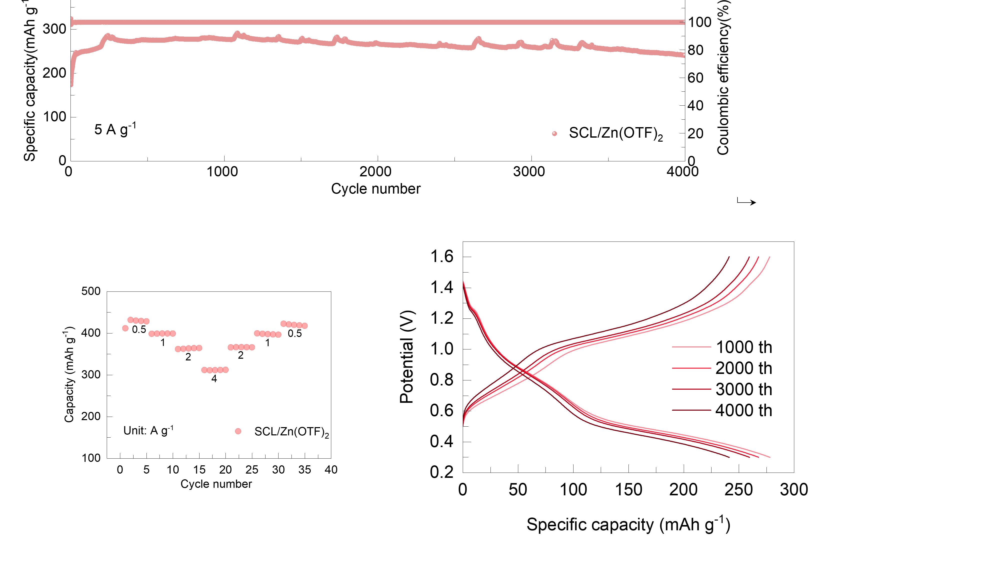 Specific capacity(mAh g-1
300
200
100
0
5 A g-1
SCL/Zn(OTF)2
100
80
60
40
20
0
Coulombic efficiency(%)
0 1000 2000 3000 4000
Cycle number
500
400
300
200
100
Capacity (mAh g-1)
0.5
1
2
4
2
1
0.5
Unit: A g-1
SCL/Zn(OTF)2
0 5 10 15 20 25 30 35 40
Cycle number
1.6
1.4
1.2
1.0
0.8
0.6
0.4
0.2
Potential (V)
1000 th
2000 th
3000 th
4000 th
0 50 100 150 200 250 300
Specific capacity (mAh g-1)